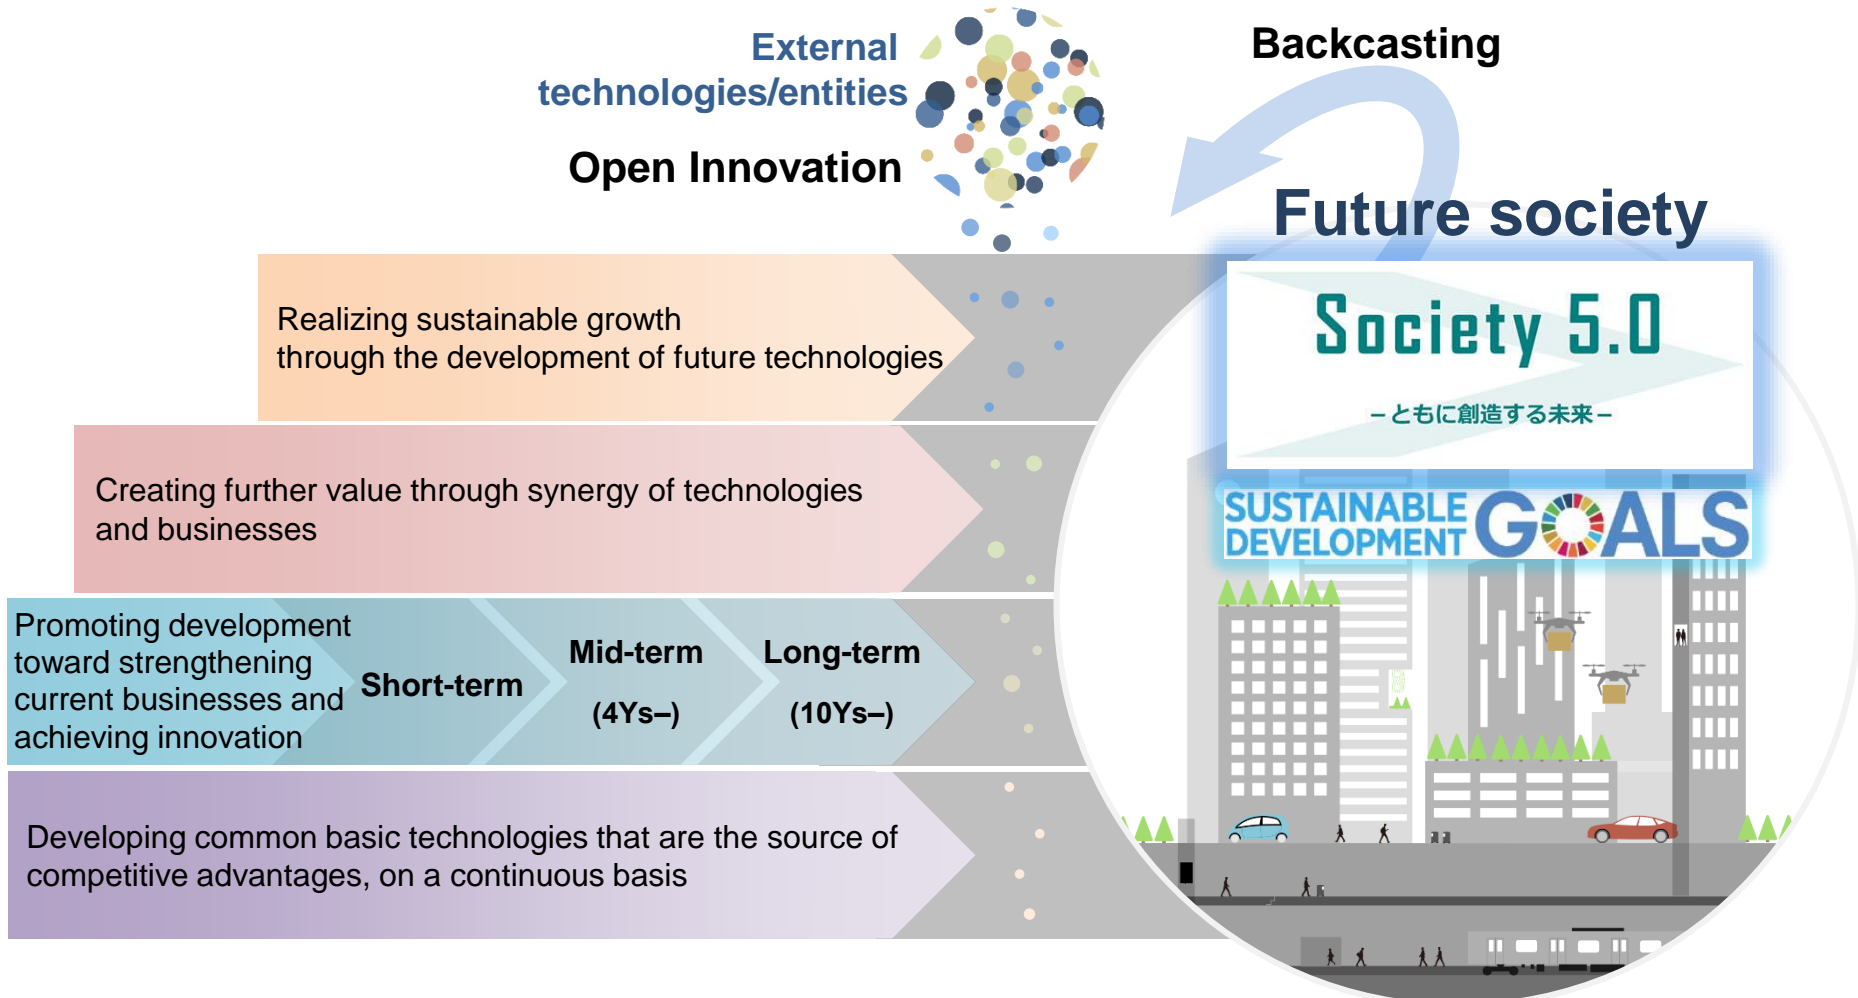 External
technologies/entities
Open Innovation
Backcasting
Future society
Society 5.0
－ともに創造する未来－
SUSTAINABLE
DEVELOPMENT
GOALS
Realizing sustainable growth
through the development of future technologies
Creating further value through synergy of technologies
and businesses
Promoting development
toward strengthening
current businesses and
achieving innovation
Short-term
Mid-term
(4Ys–)
Long-term
(10Ys–)
Developing common basic technologies that are the source of
competitive advantages, on a continuous basis